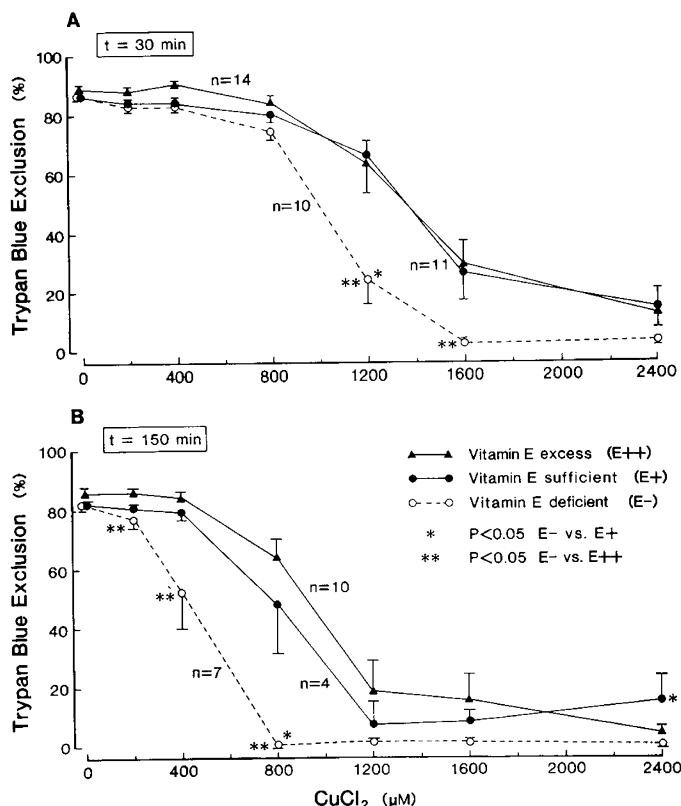 A
t = 30 min
Trypan Blue Exclusion (%)
100
80
60
40
20
0
n=14
n=10
n=11
*
**
**
0 400 800 1200 1600 2000 2400
B
t = 150 min
Trypan Blue Exclusion (%)
100
80
60
40
20
0
Vitamin E excess (E++)
Vitamin E sufficient (E+)
Vitamin E deficient (E-)
* P<0.05 E- vs. E+
** P<0.05 E- vs. E++
**
**
n=10
n=7
n=4
*
**
*
0 400 800 1200 1600 2000 2400
CuCl2 (μM)